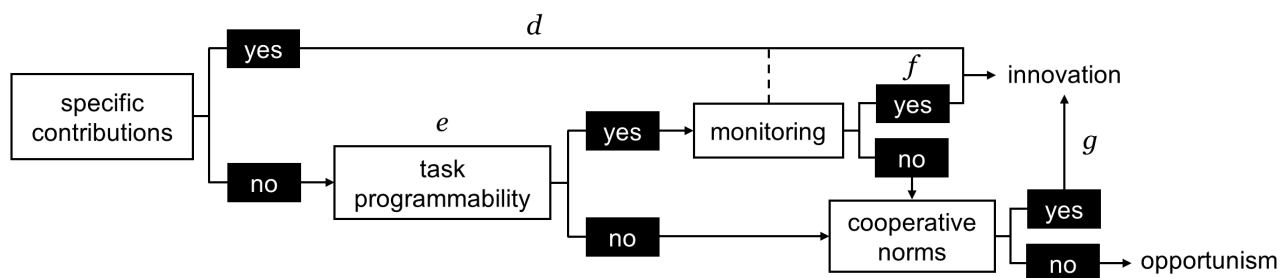 d
yes
f
innovation
specific
contributions
yes
e
yes
monitoring
task
programmability
no
g
no
yes
cooperative
norms
no
no
opportunism